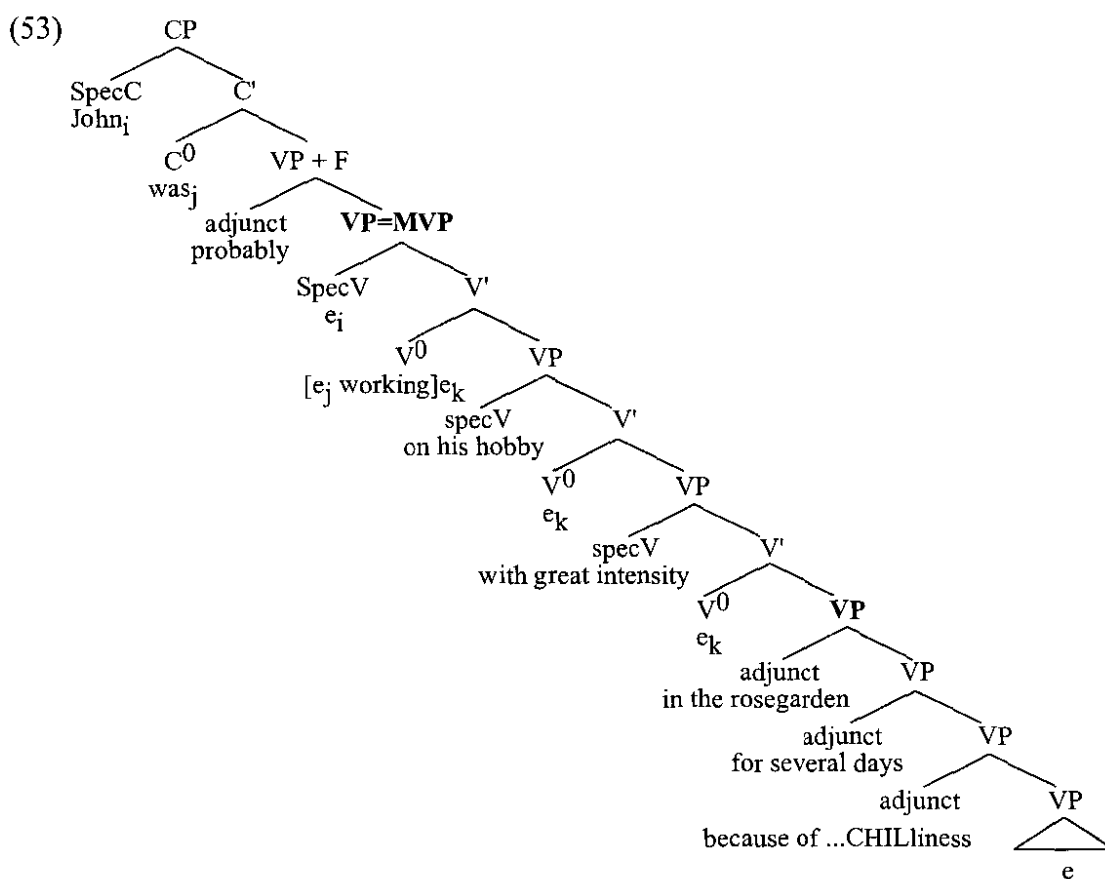 (53)
CP
SpecC C'
John_i
C^0 VP + F
was_j
adjunct VP=MVP
probably
SpecV V'
e_i
V^0 VP
[e_j working]e_k
specV V'
on his hobby
V^0 VP
e_k
specV V'
with great intensity
V^0 VP
e_k
adjunct VP
in the rosegarden
adjunct VP
for several days
adjunct VP
because of ...CHILliness
e